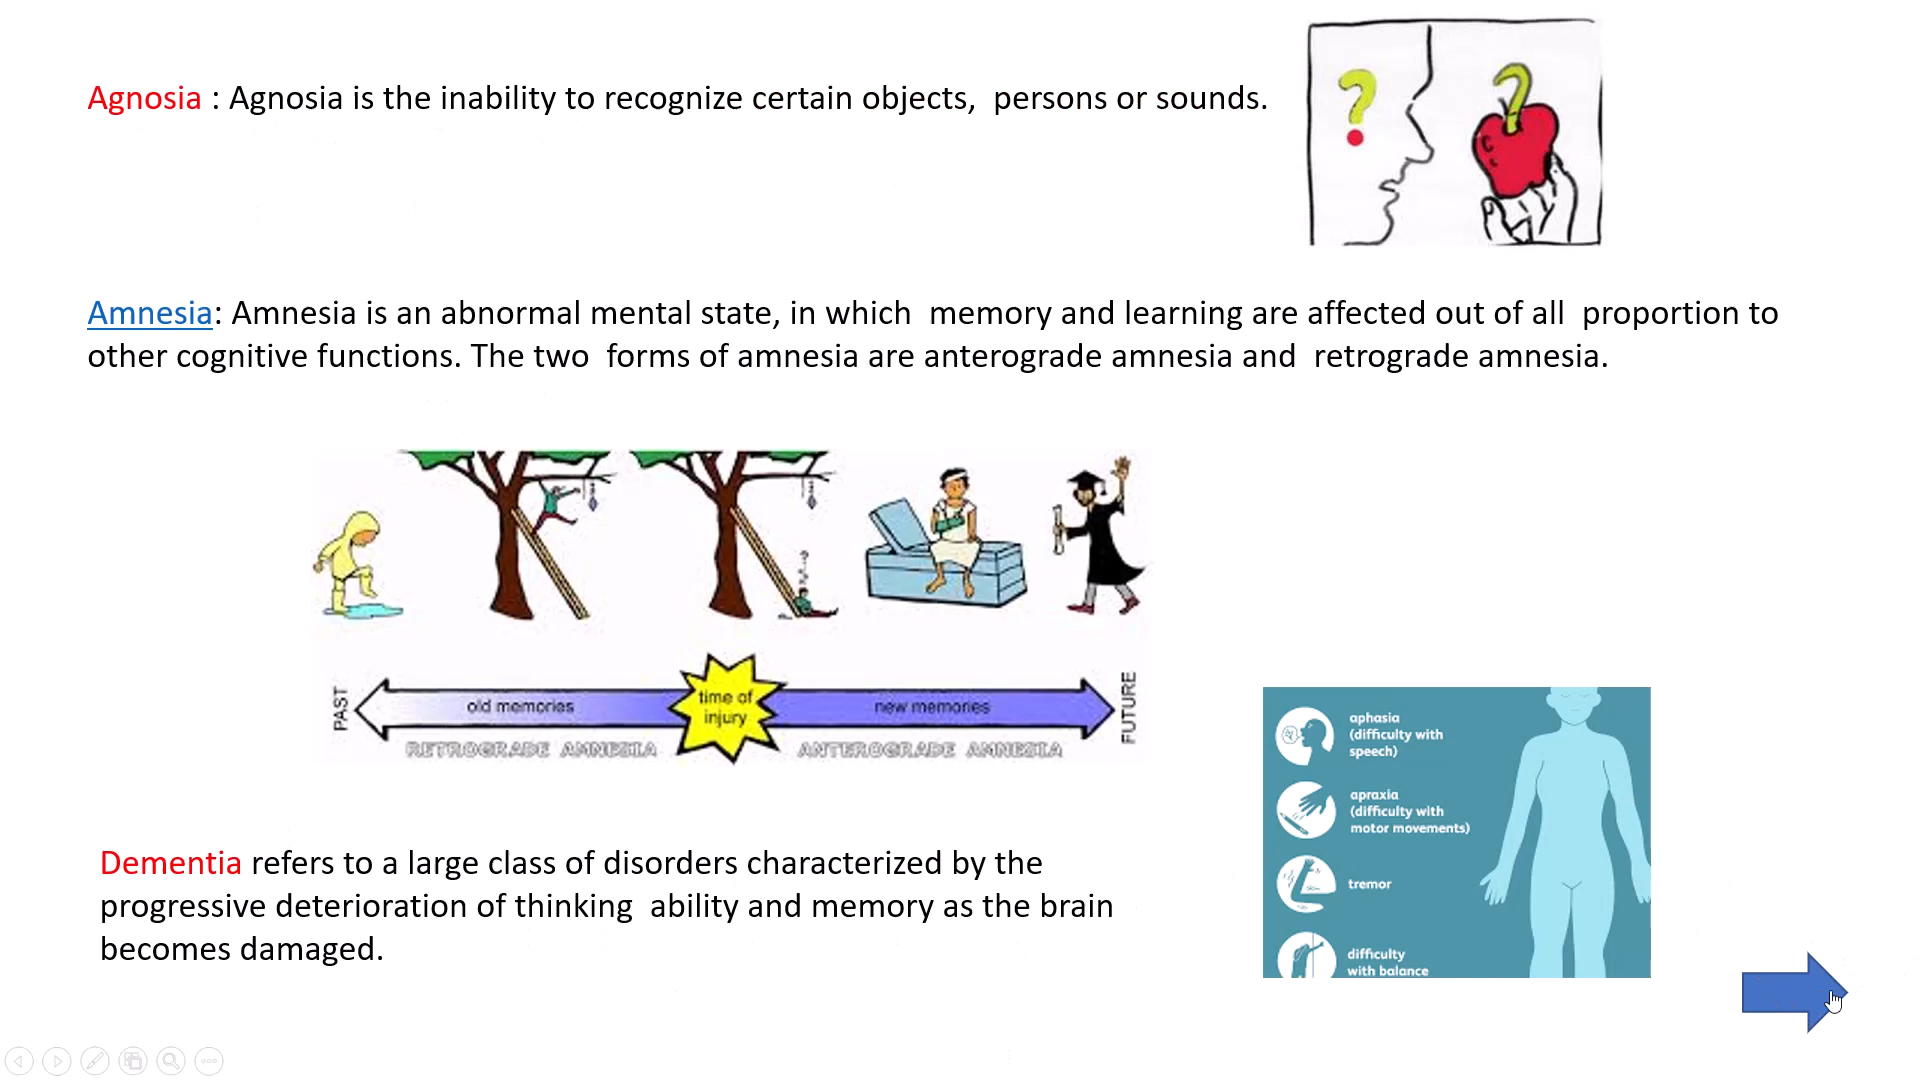 Agnosia : Agnosia is the inability to recognize certain objects, persons or sounds.
Amnesia: Amnesia is an abnormal mental state, in which memory and learning are affected out of all proportion to
other cognitive functions. The two forms of amnesia are anterograde amnesia and retrograde amnesia.
PAST
old memories
time of
injury
new memories
FUTURE
RETROGRADE AMNESIA
ANTEROGRADE AMNESIA
aphasia
(difficulty with
speech)
apraxia
(difficulty with
motor movements)
tremor
difficulty
with balance
Dementia refers to a large class of disorders characterized by the
progressive deterioration of thinking ability and memory as the brain
becomes damaged.